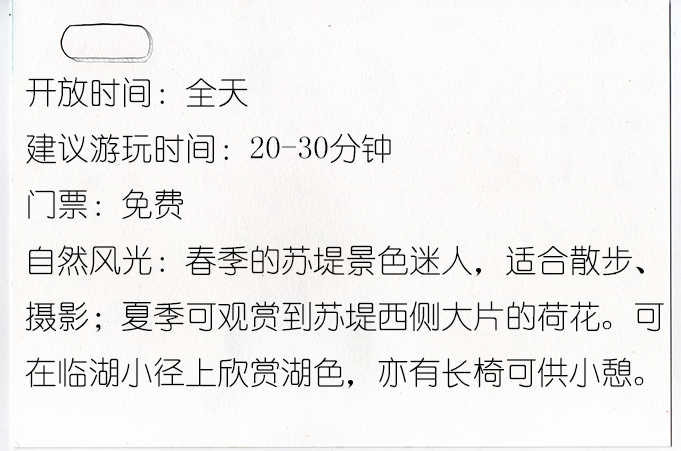 开放时间：全天
建议游玩时间：20-30分钟
门票：免费
自然风光：春季的苏堤景色迷人，适合散步、
摄影；夏季可观赏到苏堤西侧大片的荷花。可
在临湖小径上欣赏湖色，亦有长椅可供小憩。